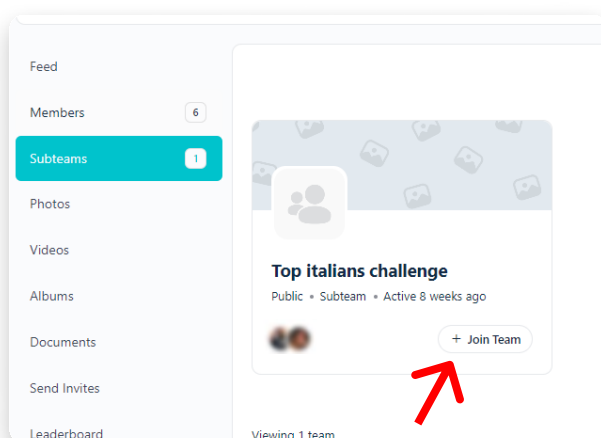 Feed
Members 6
Subteams 1
Photos
Videos
Albums
Documents
Send Invites
Leaderboard
Top italians challenge
Public • Subteam • Active 8 weeks ago
+ Join Team
Viewing 1 team